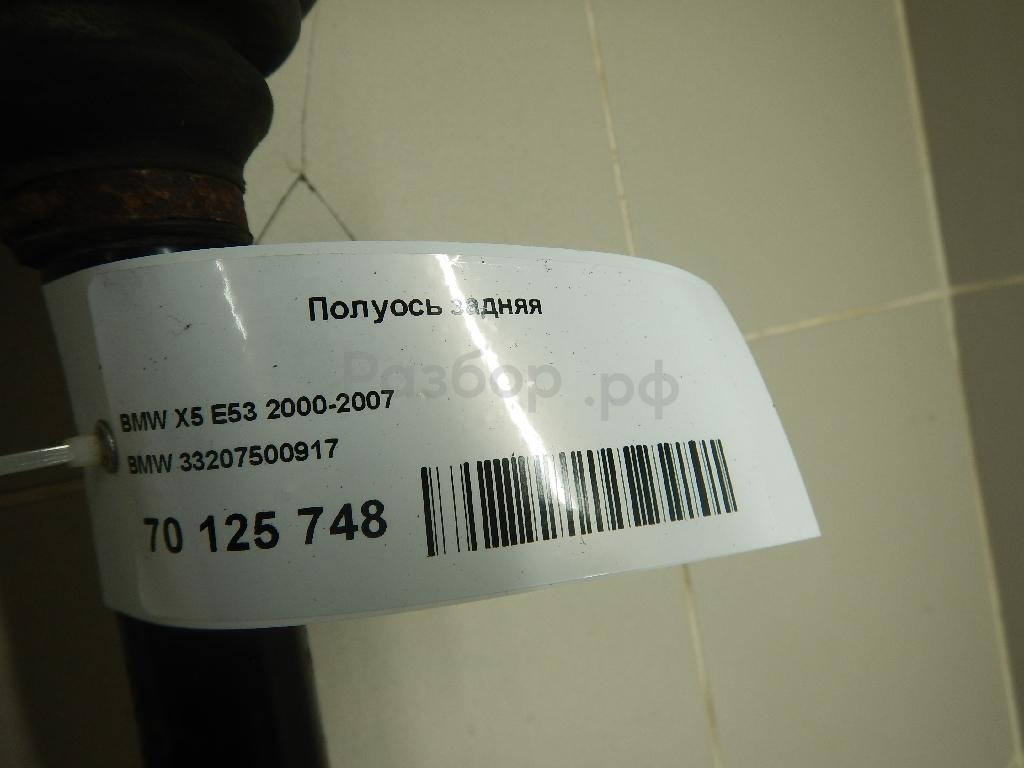 Полуось задняя
Разбор.рф
BMW X5 E53 2000-2007
BMW 33207500917
70 125 748